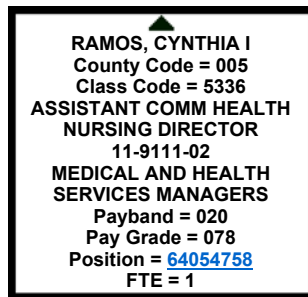 RAMOS, CYNTHIA I
County Code = 005
Class Code = 5336
ASSISTANT COMM HEALTH
NURSING DIRECTOR
11-9111-02
MEDICAL AND HEALTH
SERVICES MANAGERS
Payband = 020
Pay Grade = 078
Position = 64054758
FTE = 1